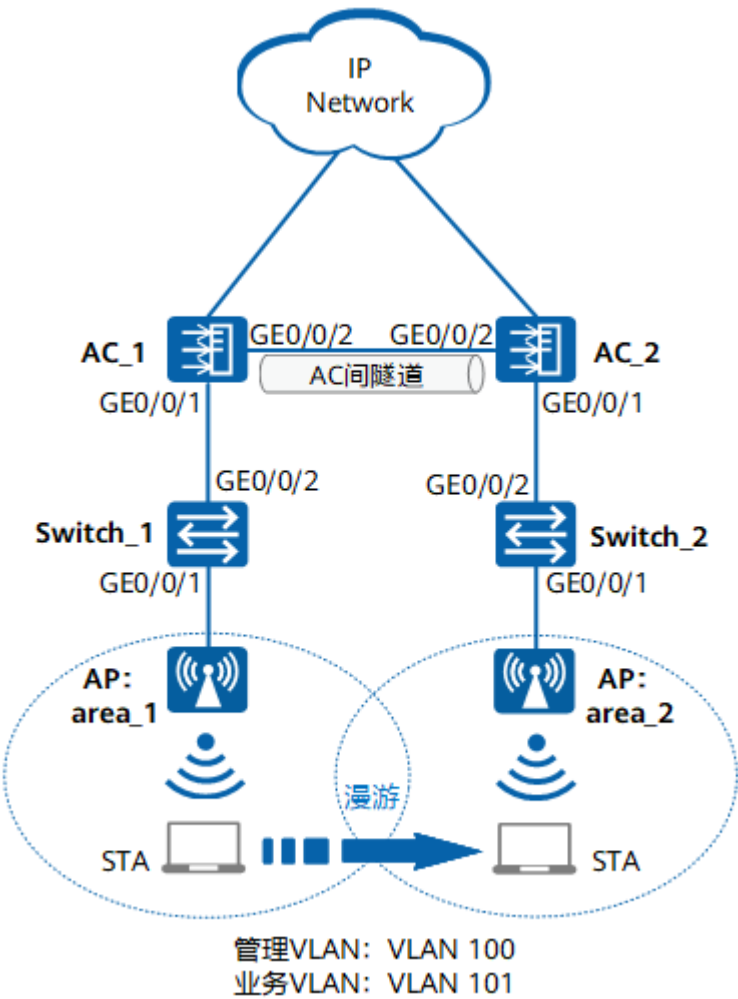 IP
Network
AC_1
GE0/0/2
GE0/0/2
AC_2
AC间隧道
GE0/0/1
GE0/0/1
GE0/0/2
GE0/0/2
Switch_1
Switch_2
GE0/0/1
GE0/0/1
AP:
area_1
AP:
area_2
漫游
STA
STA
管理VLAN：VLAN 100
业务VLAN：VLAN 101